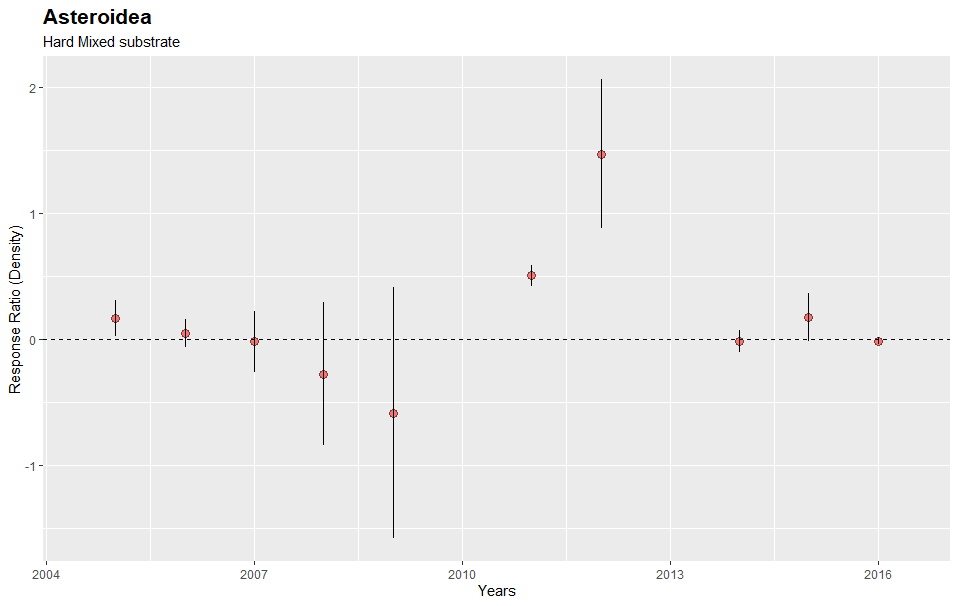 Asteroidea
Hard Mixed substrate
Response Ratio (Density)
2
1
0
-1
2004
2007
2010
2013
2016
Years